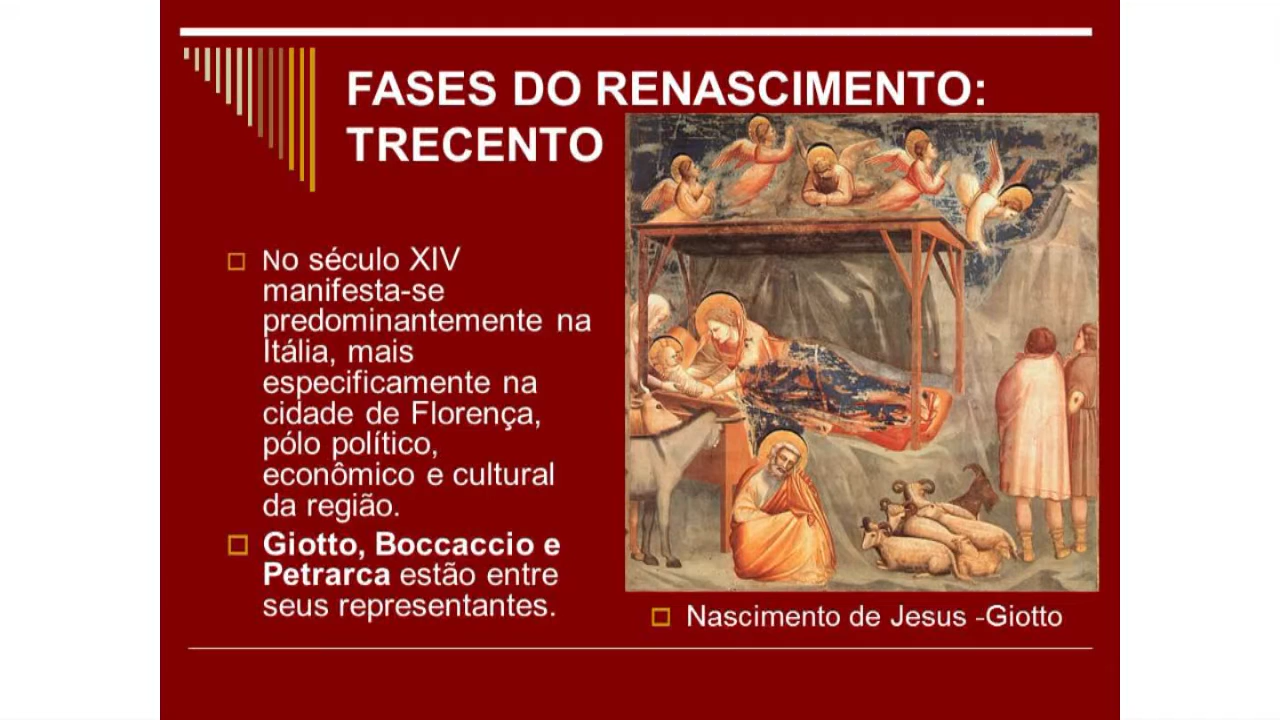 FASES DO RENASCIMENTO:
TRECENTO
No século XIV
manifesta-se
predominantemente na
Itália, mais
especificamente na
cidade de Florença,
pólo político,
econômico e cultural
da região.
Giotto, Boccaccio e
Petrarca estão entre
seus representantes.
Nascimento de Jesus -Giotto